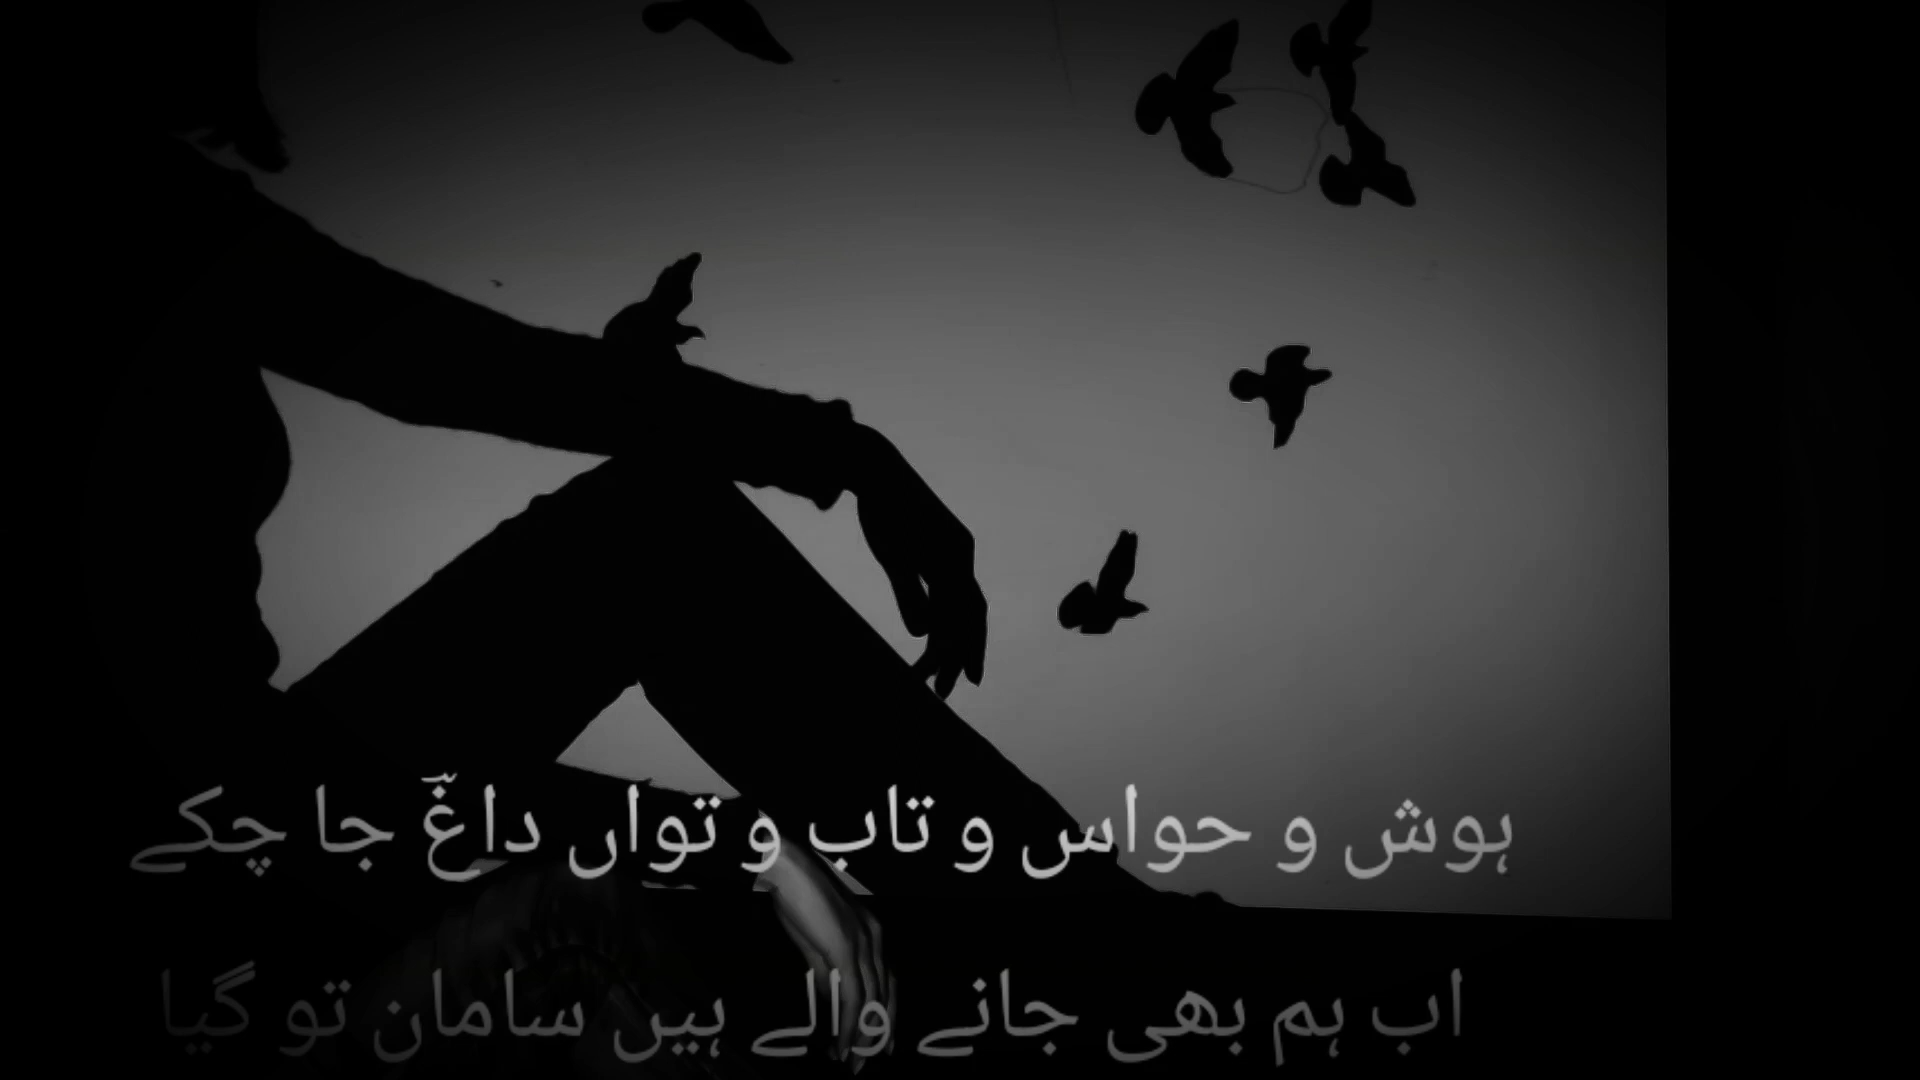 ہوش و حواس و تاب و تواں داغؔ جا چکے
اب ہم بھی جانے والے ہیں سامان تو گیا